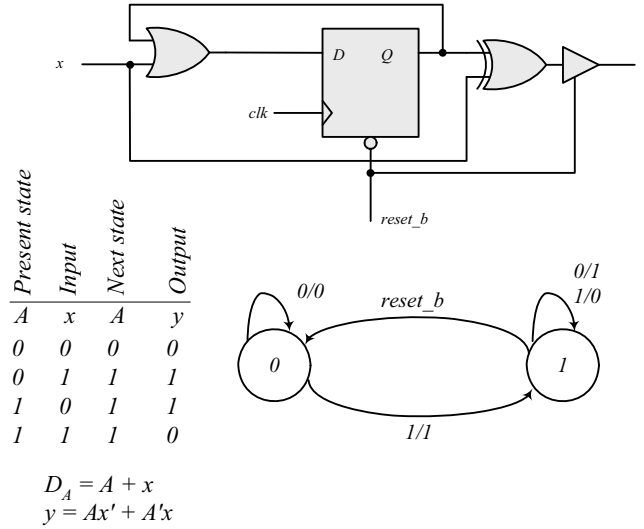 x
D Q
clk
reset_b
Present state Input Next state Output
A x A y
0 0 0 0
0 1 1 1
1 0 1 1
1 1 1 0
0/0
reset_b
0/1
1/0
0
1
1/1
D_A = A + x
y = Ax' + A'x